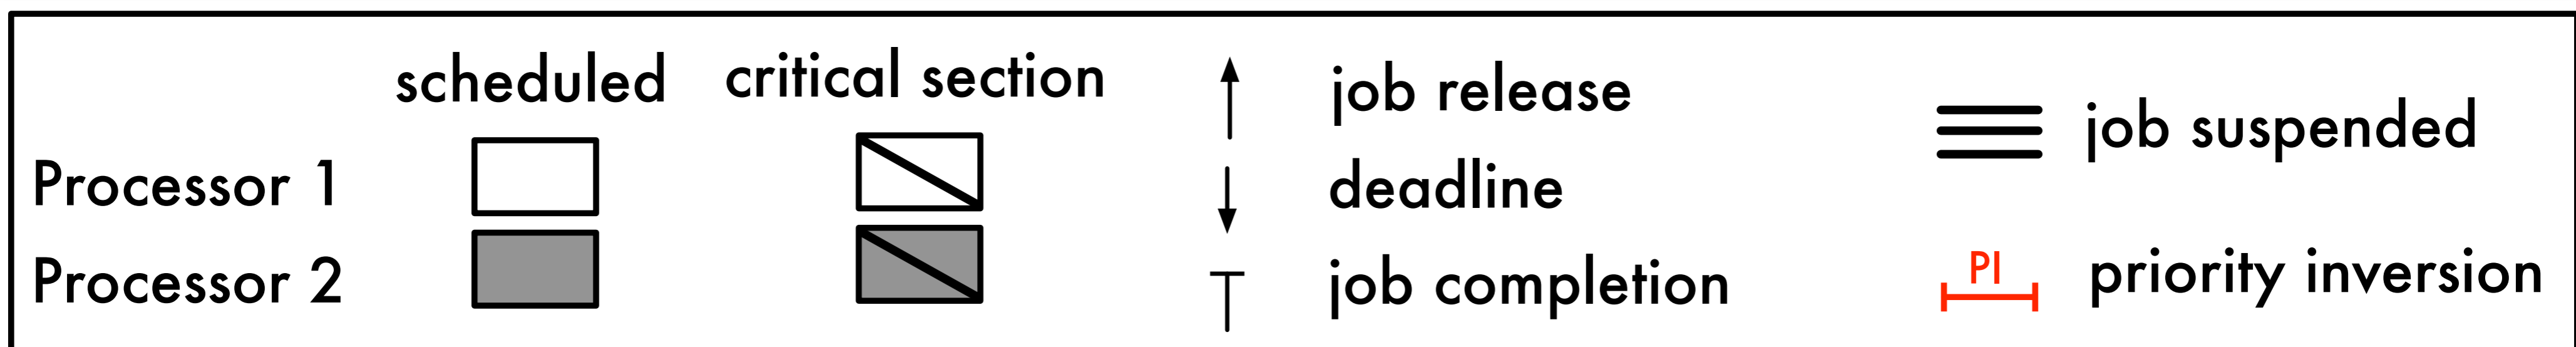 scheduled
critical section
job release
job suspended
Processor 1
deadline
Processor 2
job completion
PI
priority inversion